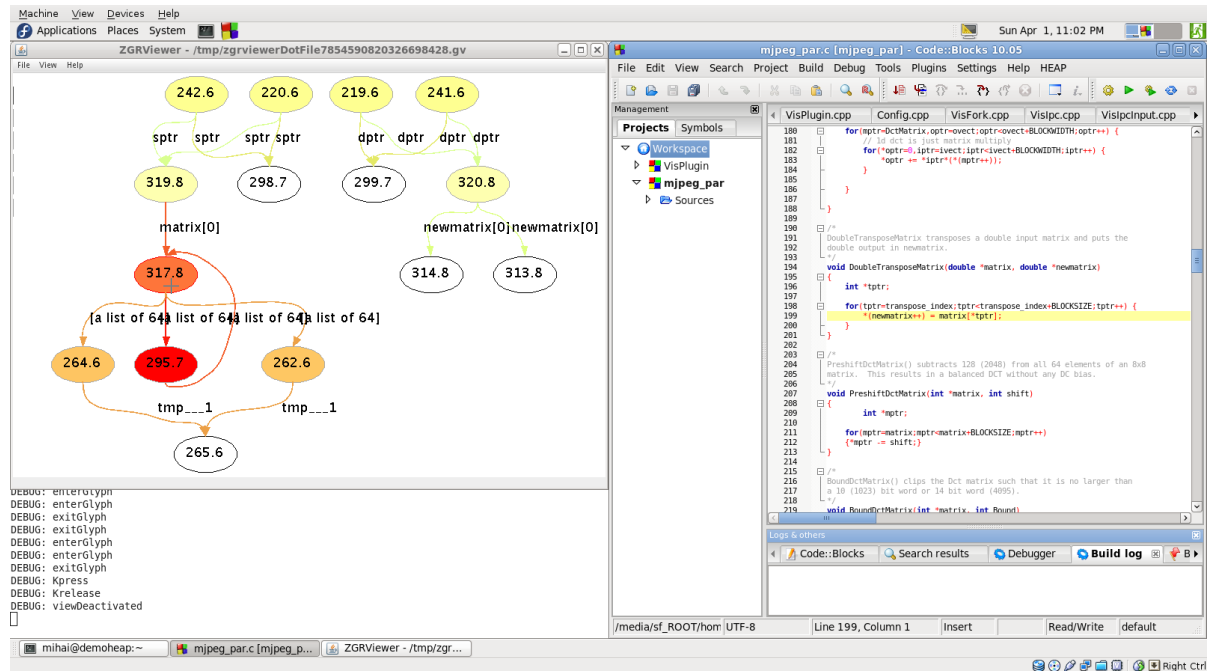 Machine View Devices Help
Applications Places System
Sun Apr 1, 11:02 PM
ZGRViewer - /tmp/zgrviewerDotFile7854590820326698428.gv
File View Help
242.6 220.6 219.6 241.6
sptr sptr sptr sptr dptr dptr dptr dptr
319.8 298.7 299.7 320.8
matrix[0] newmatrix[0] newmatrix[0]
317.8 314.8 313.8
[a list of 64] [a list of 64] [a list of 64] [a list of 64]
264.6 295.7 262.6
tmp___1 tmp___1
265.6
DEBUG: enterGlyph
DEBUG: enterGlyph
DEBUG: exitGlyph
DEBUG: exitGlyph
DEBUG: enterGlyph
DEBUG: enterGlyph
DEBUG: exitGlyph
DEBUG: Kpress
DEBUG: Krelease
DEBUG: viewDeactivated
mjpeg_par.c [mjpeg_par] - Code::Blocks 10.05
File Edit View Search Project Build Debug Tools Plugins Settings Help HEAP
Management
Projects Symbols
Workspace
VisPlugin
mjpeg_par
Sources
VisPlugin.cpp Config.cpp VisFork.cpp VisIpc.cpp VisIpcInput.cpp
180 for(mptr=DctMatrix,optr=ovect;optr<ovect+BLOCKWIDTH;optr++) {
181 // 1d dct is just matrix multiply
182 for(*optr=0,iptr=ivect;iptr<ivect+BLOCKWIDTH;iptr++) {
183 *optr += *iptr*(*(mptr++));
184 }
185
186 }
187
188 }
189
190 /*
191 DoubleTransposeMatrix transposes a double input matrix and puts the
192 double output in newmatrix.
193 */
194 void DoubleTransposeMatrix(double *matrix, double *newmatrix)
195 {
196 int *tptr;
197
198 for(tptr=transpose_index;tptr<transpose_index+BLOCKSIZE;tptr++) {
199 *(newmatrix++) = matrix[*tptr];
200 }
201 }
202
203 /*
204 PreshiftDctMatrix() subtracts 128 (2048) from all 64 elements of an 8x8
205 matrix. This results in a balanced DCT without any DC bias.
206 */
207 void PreshiftDctMatrix(int *matrix, int shift)
208 {
209 int *mptr;
210
211 for(mptr=matrix;mptr<matrix+BLOCKSIZE;mptr++)
212 {*mptr -= shift;}
213 }
214
215 /*
216 BoundDctMatrix() clips the Dct matrix such that it is no larger than
217 a 10 (1023) bit word or 14 bit word (4095).
218 */
219 void BoundDctMatrix(int *matrix, int Bound)
Logs & others
Code::Blocks Search results Debugger Build log B
/media/sf_ROOT/hom UTF-8 Line 199, Column 1 Insert Read/Write default
mihai@demoheap:~ mjpeg_par.c [mjpeg_p... ZGRViewer - /tmp/zgr...
Right Ctrl